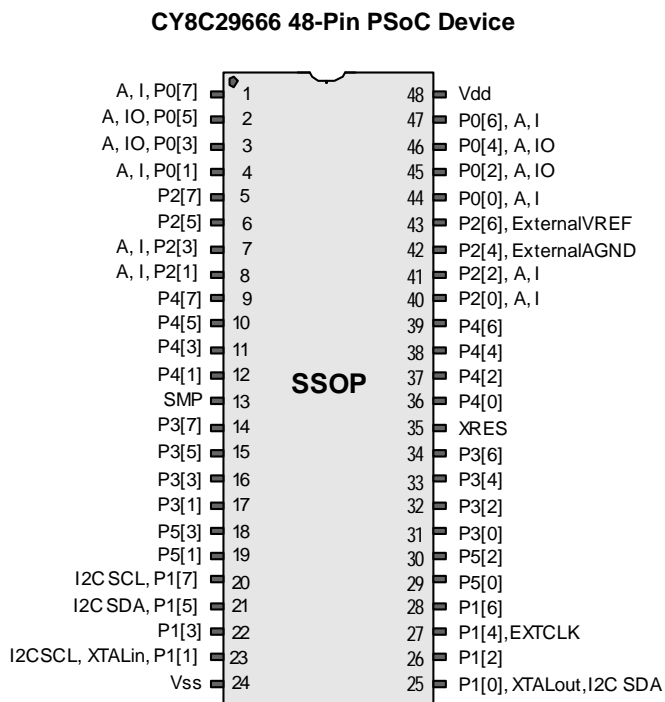 CY8C29666 48-Pin PSoC Device
A, I, P0[7] 1 48 Vdd
A, IO, P0[5] 2 47 P0[6], A, I
A, IO, P0[3] 3 46 P0[4], A, IO
A, I, P0[1] 4 45 P0[2], A, IO
P2[7] 5 44 P0[0], A, I
P2[5] 6 43 P2[6], ExternalVREF
A, I, P2[3] 7 42 P2[4], ExternalAGND
A, I, P2[1] 8 41 P2[2], A, I
P4[7] 9 40 P2[0], A, I
P4[5] 10 39 P4[6]
P4[3] 11 38 P4[4]
P4[1] 12 SSOP 37 P4[2]
SMP 13 36 P4[0]
P3[7] 14 35 XRES
P3[5] 15 34 P3[6]
P3[3] 16 33 P3[4]
P3[1] 17 32 P3[2]
P5[3] 18 31 P3[0]
P5[1] 19 30 P5[2]
I2C SCL, P1[7] 20 29 P5[0]
I2C SDA, P1[5] 21 28 P1[6]
P1[3] 22 27 P1[4], EXTCLK
I2CSCL, XTALin, P1[1] 23 26 P1[2]
Vss 24 25 P1[0], XTALout, I2C SDA